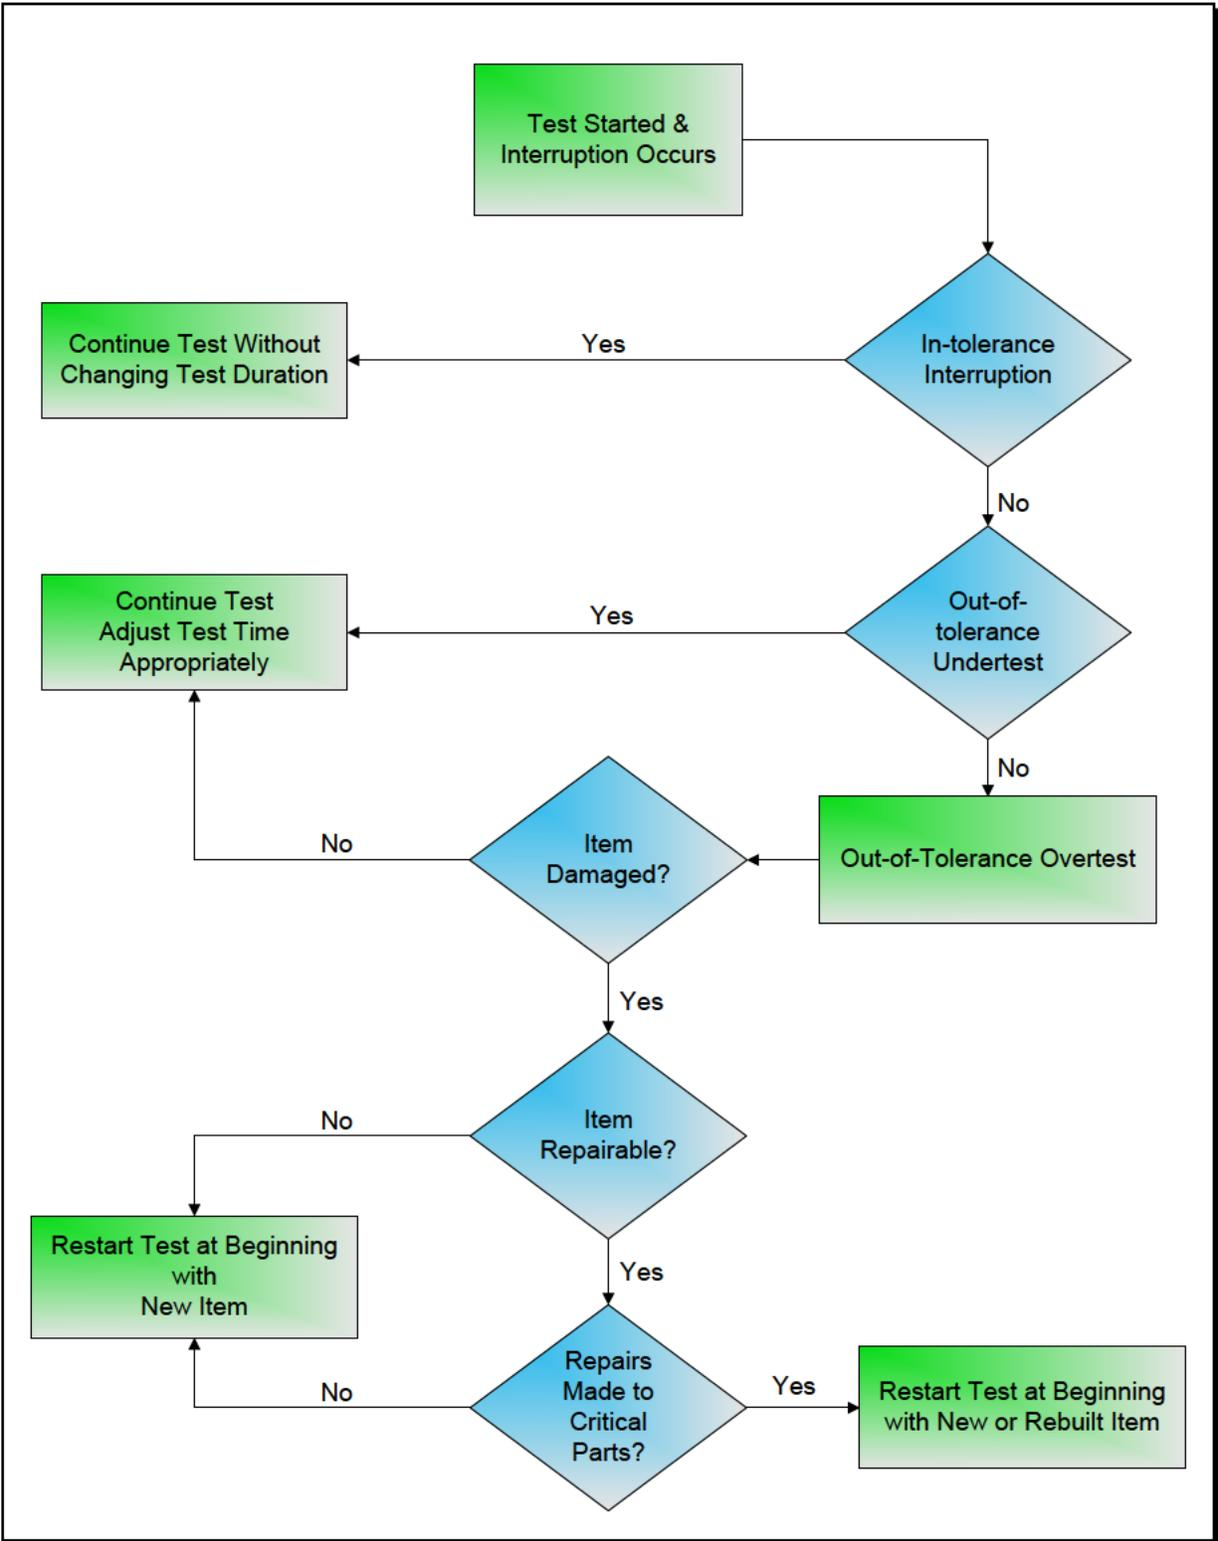 Test Started &
Interruption Occurs
Continue Test Without
Changing Test Duration
Yes
In-tolerance
Interruption
No
Continue Test
Adjust Test Time
Appropriately
Yes
Out-of-
tolerance
Undertest
No
No
Item
Damaged?
Out-of-Tolerance Overtest
Yes
No
Item
Repairable?
Restart Test at Beginning
with
New Item
Yes
No
Repairs
Made to
Critical
Parts?
Yes
Restart Test at Beginning
with New or Rebuilt Item